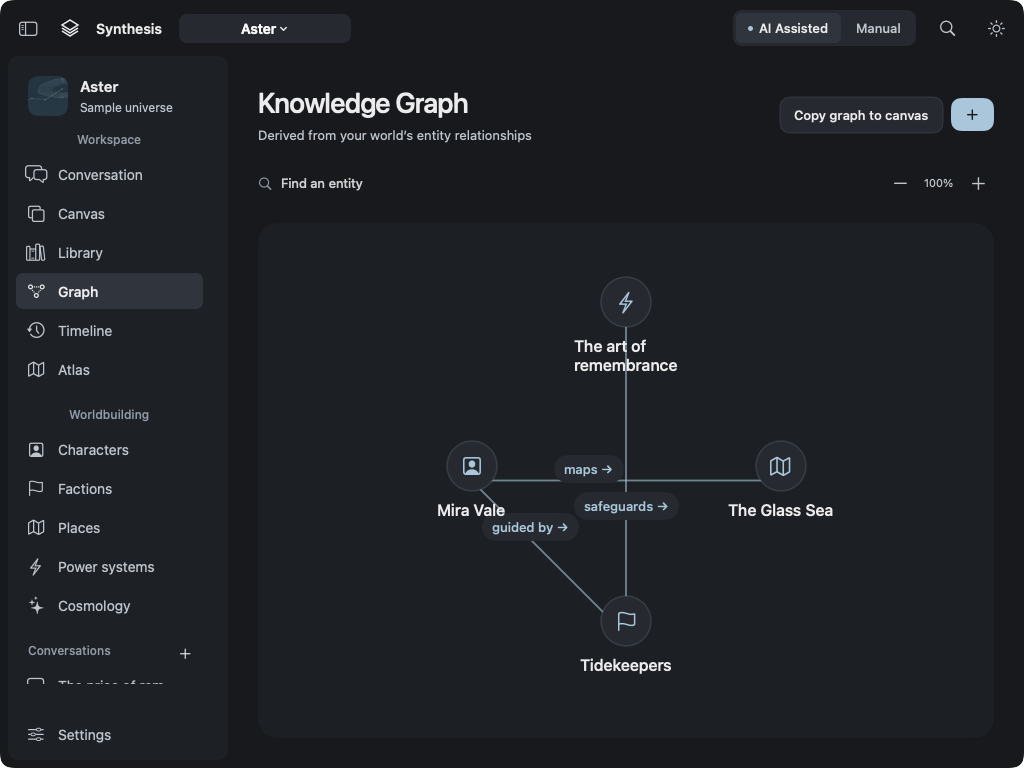 Synthesis
Aster
AI Assisted
Manual
Aster
Sample universe
Workspace
Conversation
Canvas
Library
Graph
Timeline
Atlas
Worldbuilding
Characters
Factions
Places
Power systems
Cosmology
Conversations
Settings
Knowledge Graph
Derived from your world’s entity relationships
Copy graph to canvas
Find an entity
100%
The art of
remembrance
maps →
Mira Vale
safeguards →
The Glass Sea
guided by →
Tidekeepers